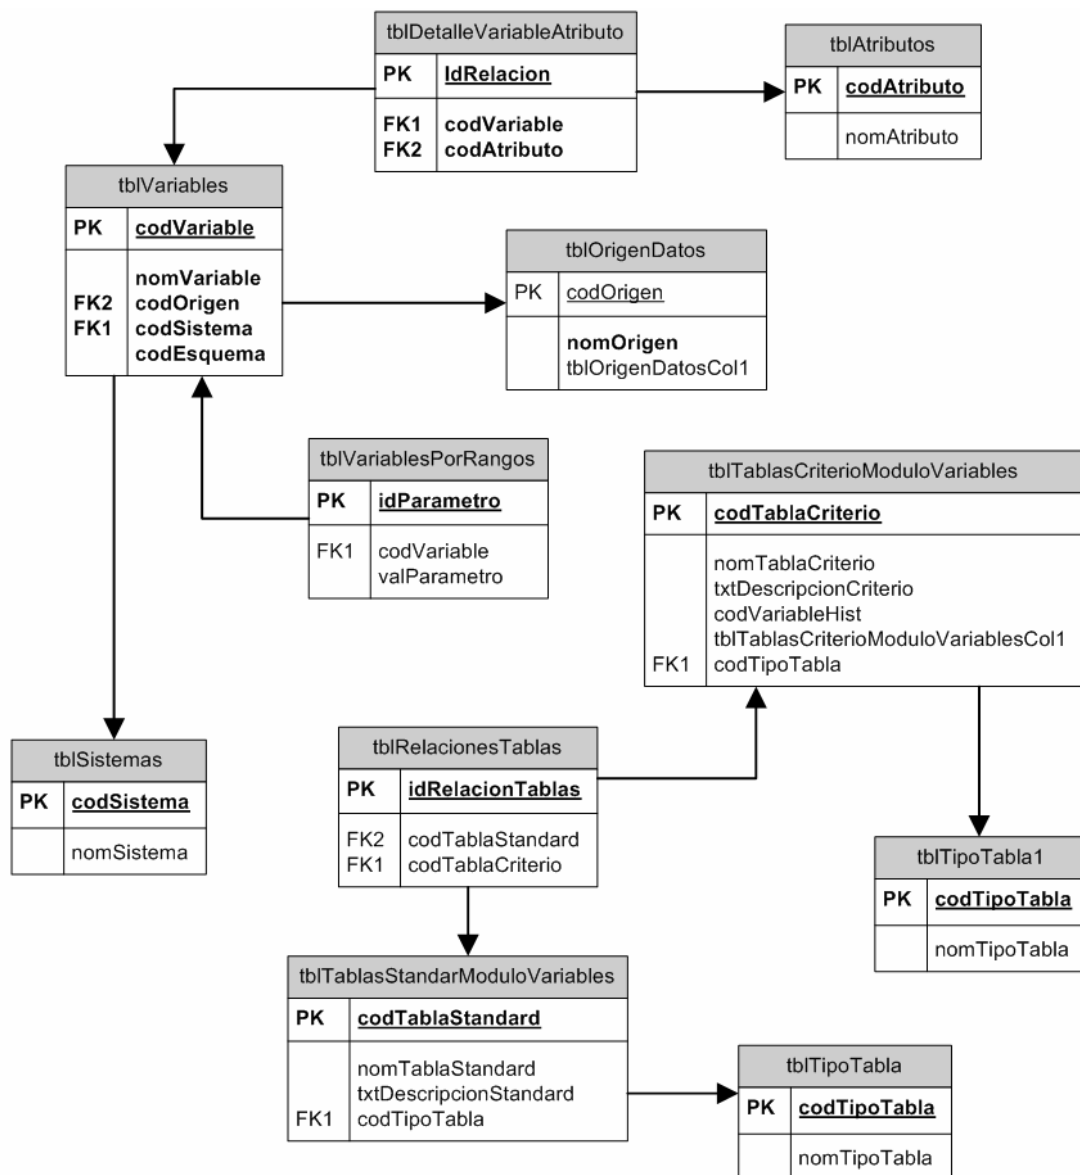 tblDetalleVariableAtributo
PK IdRelacion
FK1 codVariable
FK2 codAtributo
tblAtributos
PK codAtributo
nomAtributo
tblVariables
PK codVariable
nomVariable
FK2 codOrigen
FK1 codSistema
codEsquema
tblOrigenDatos
PK codOrigen
nomOrigen
tblOrigenDatosCol1
tblVariablesPorRangos
PK idParametro
FK1 codVariable
valParametro
tblTablasCriterioModuloVariables
PK codTablaCriterio
nomTablaCriterio
txtDescripcionCriterio
codVariableHist
tblTablasCriterioModuloVariablesCol1
FK1 codTipoTabla
tblSistemas
PK codSistema
nomSistema
tblRelacionesTablas
PK idRelacionTablas
FK2 codTablaStandard
FK1 codTablaCriterio
tblTipoTabla1
PK codTipoTabla
nomTipoTabla
tblTablasStandarModuloVariables
PK codTablaStandard
nomTablaStandard
txtDescripcionStandard
FK1 codTipoTabla
tblTipoTabla
PK codTipoTabla
nomTipoTabla